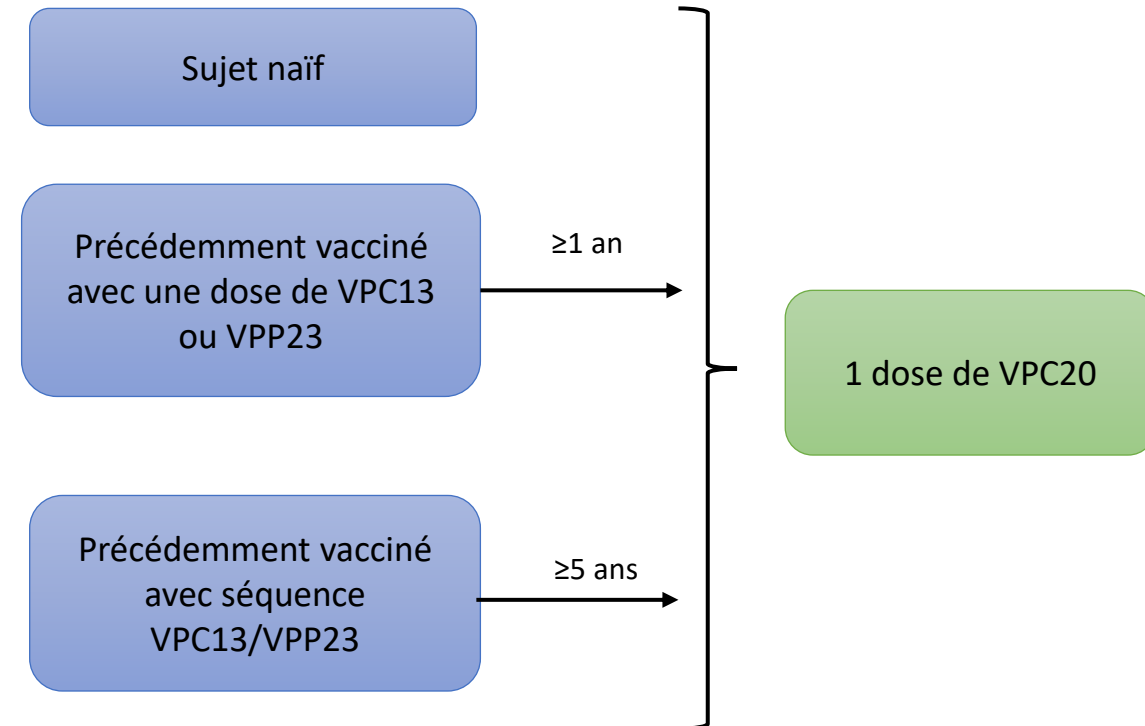 Sujet naïf
Précédemment vacciné
avec une dose de VPC13
ou VPP23
≥1 an
1 dose de VPC20
Précédemment vacciné
avec séquence
VPC13/VPP23
≥5 ans